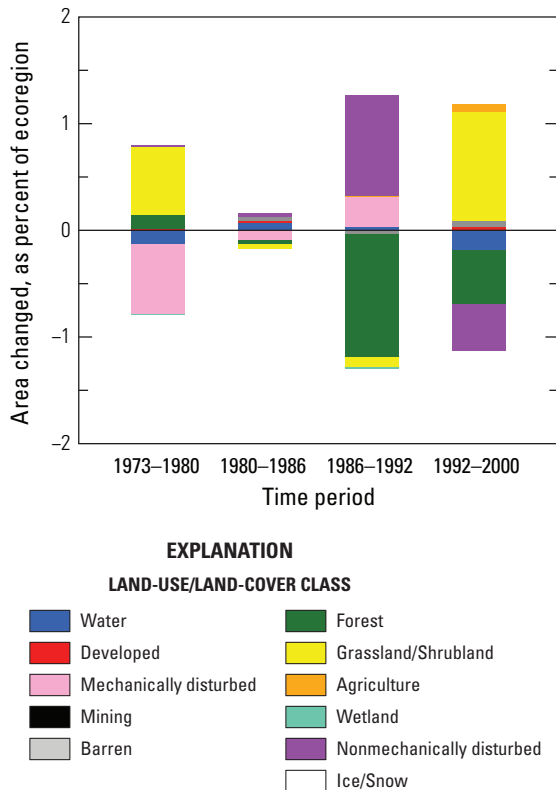 Area changed, as percent of ecoregion
2
1
0
–1
–2
1973–1980 1980–1986 1986–1992 1992–2000
Time period
EXPLANATION
LAND-USE/LAND-COVER CLASS
Water
Developed
Mechanically disturbed
Mining
Barren
Forest
Grassland/Shrubland
Agriculture
Wetland
Nonmechanically disturbed
Ice/Snow